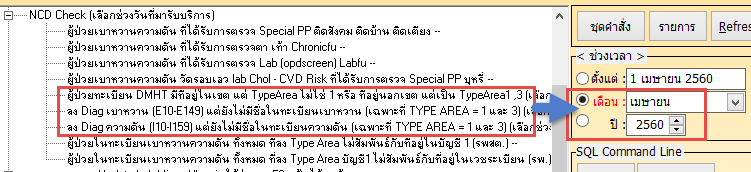 NCD Check (เลือกช่วงวันที่มารับบริการ)
ผู้ป่วยเบาหวานความดัน ที่ได้รับการตรวจ Special PP ติดสังคม ติดบ้าน ติดเตียง --
ผู้ป่วยเบาหวานความดัน ที่ได้รับการตรวจตา เท้า Chronicfu --
ผู้ป่วยเบาหวานความดัน ที่ได้รับการตรวจ Lab (opdscreen) Labfu --
ผู้ป่วยเบาหวานความดัน วัดรอบเอว lab Chol - CVD Risk ที่ได้รับการตรวจ Special PP บุหรี่ --
ผู้ป่วยทะเบียน DMHT มีที่อยู่ในเขต แต่ TypeArea ไม่ใช่ 1 หรือ ที่อยู่นอกเขต แต่เป็น TypeArea1 ,3 (เลือก
ลง Diag เบาหวาน (E10-E149) แต่ยังไม่มีชื่อในทะเบียนเบาหวาน (เฉพาะที่ TYPE AREA = 1 และ 3) (เลือก
ลง Diag ความดัน (I10-I159) แต่ยังไม่มีชื่อในทะเบียนความดัน (เฉพาะที่ TYPE AREA = 1 และ 3) (เลือกช่ว
ผู้ป่วยในทะเบียนเบาหวานความดัน ทั้งหมด ที่ลง Type Area ไม่สัมพันธ์กับที่อยู่ในบัญชี 1 (รพสต.) --
ผู้ป่วยในทะเบียนเบาหวานความดัน ทั้งหมด ที่ลง Type Area บัญชี1 ไม่สัมพันธ์กับที่อยู่ในเวชระเบียน (รพ.)
ชุดคำสั่ง รายการ Refres
< ช่วงเวลา >
ตั้งแต่ : 1 เมษายน 2560
เดือน : เมษายน
ปี : 2560
SQL Command Line